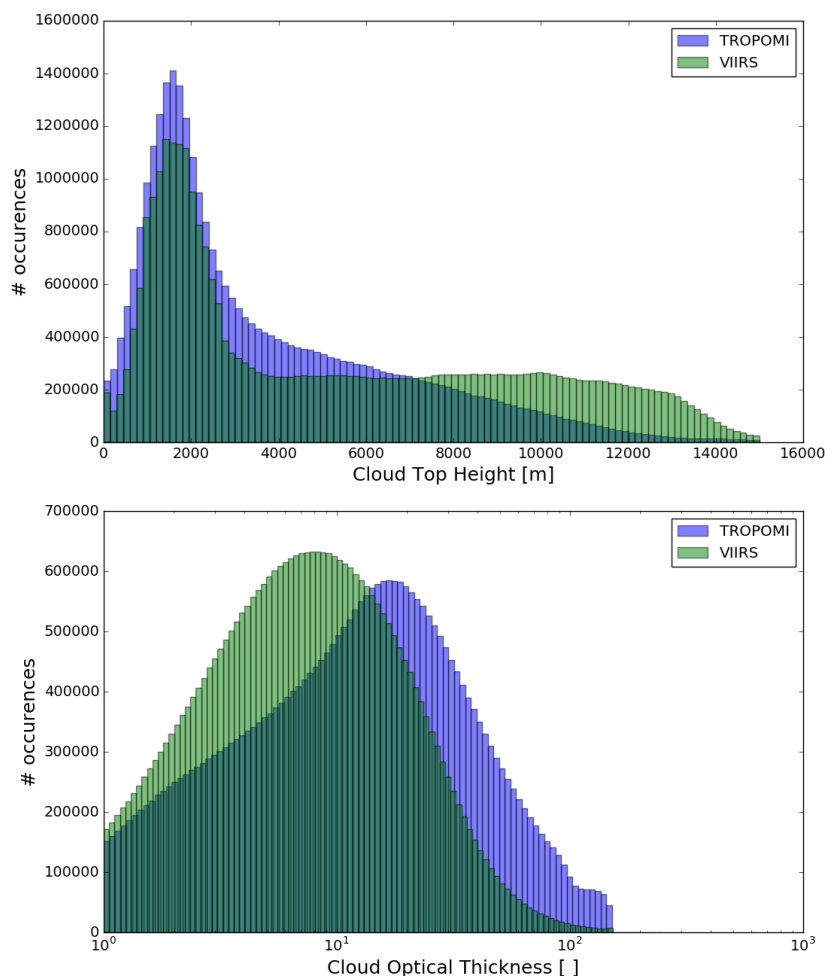 1600000
1400000
1200000
1000000
800000
600000
400000
200000
0
# occurences
TROPOMI
VIIRS
0 2000 4000 6000 8000 10000 12000 14000 16000
Cloud Top Height [m]
700000
600000
500000
400000
300000
200000
100000
0
# occurences
TROPOMI
VIIRS
10⁰ 10¹ 10² 10³
Cloud Optical Thickness [ ]